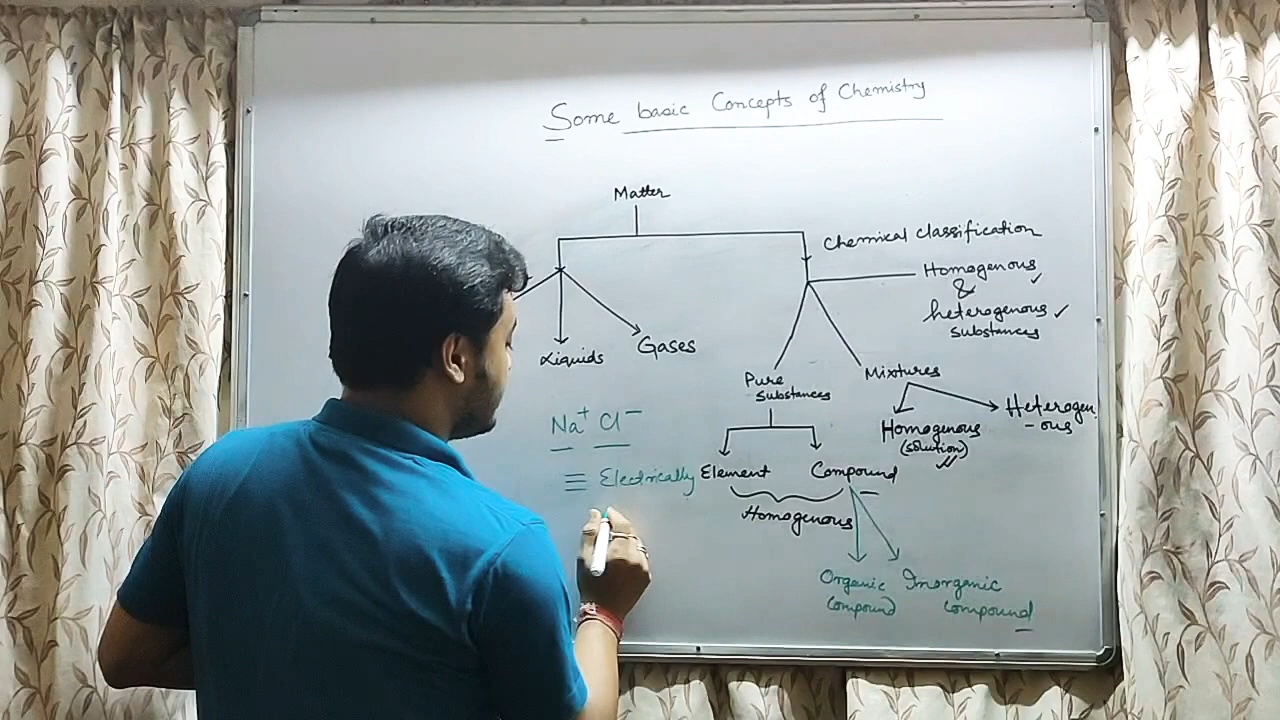 Some basic Concepts of Chemistry
Matter
Chemical classification
Homogenous
&
heterogenous
substances
Liquids
Gases
Pure
Substances
Mixtures
Homogenous
(solution)
Heterogen
-ous
Na⁺ Cl⁻
≡ Electrically
Element
Compound
Homogenous
Organic
Compound
Inorganic
Compound